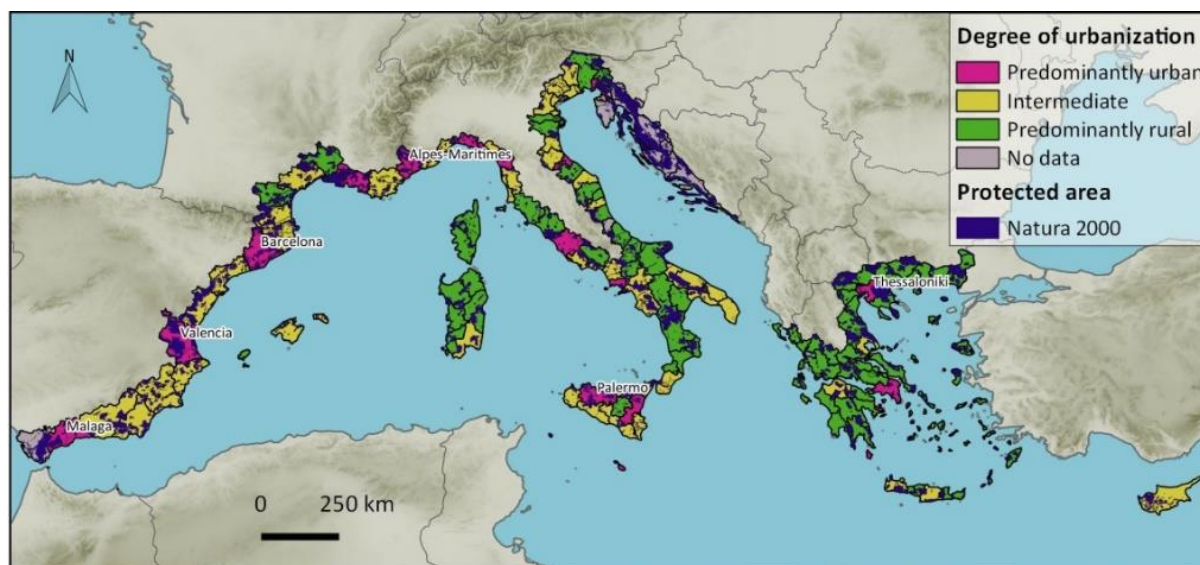 Degree of urbanization
Predominantly urban
Intermediate
Predominantly rural
No data
Protected area
Natura 2000
N
Alpes-Maritimes
Barcelona
Thessaloniki
Valencia
Palermo
Malaga
0 250 km